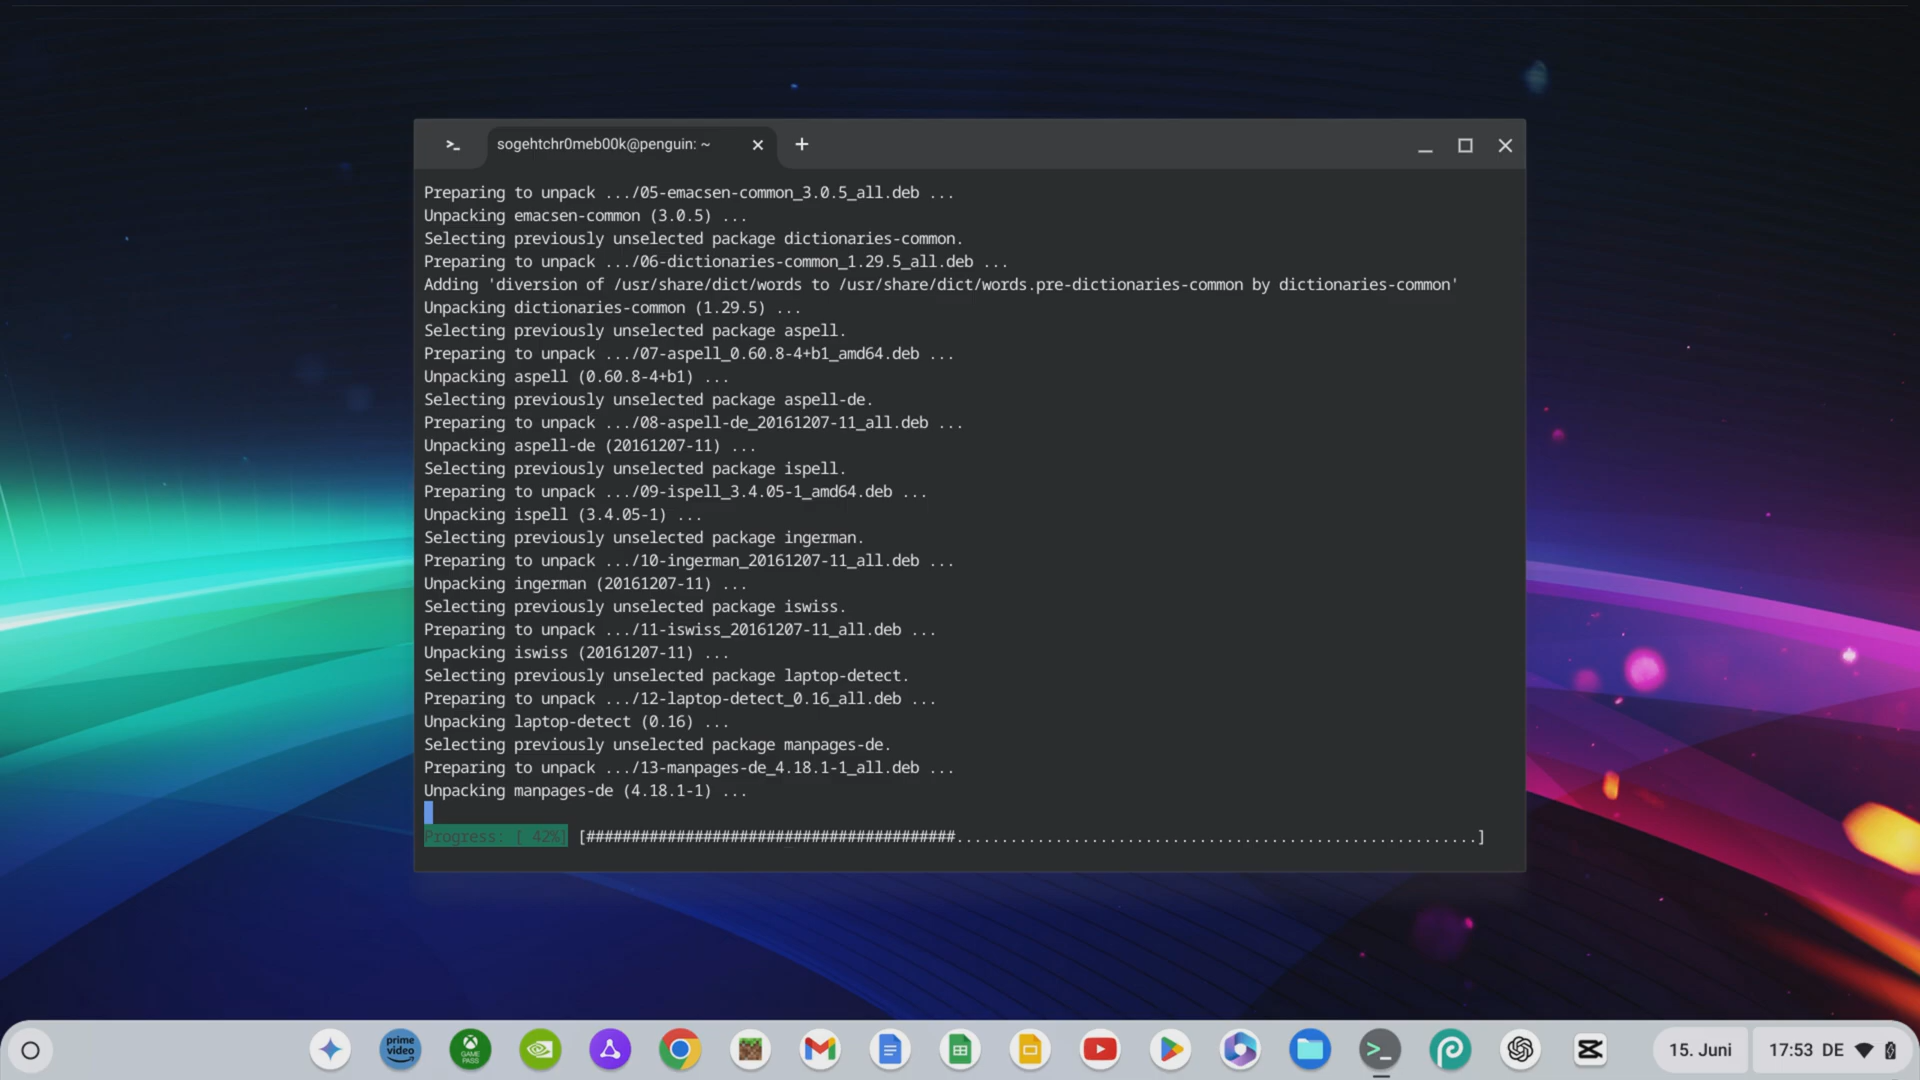 >_ sogehtchr0meb00k@penguin: ~
Preparing to unpack .../05-emacsen-common_3.0.5_all.deb ...
Unpacking emacsen-common (3.0.5) ...
Selecting previously unselected package dictionaries-common.
Preparing to unpack .../06-dictionaries-common_1.29.5_all.deb ...
Adding 'diversion of /usr/share/dict/words to /usr/share/dict/words.pre-dictionaries-common by dictionaries-common'
Unpacking dictionaries-common (1.29.5) ...
Selecting previously unselected package aspell.
Preparing to unpack .../07-aspell_0.60.8-4+b1_amd64.deb ...
Unpacking aspell (0.60.8-4+b1) ...
Selecting previously unselected package aspell-de.
Preparing to unpack .../08-aspell-de_20161207-11_all.deb ...
Unpacking aspell-de (20161207-11) ...
Selecting previously unselected package ispell.
Preparing to unpack .../09-ispell_3.4.05-1_amd64.deb ...
Unpacking ispell (3.4.05-1) ...
Selecting previously unselected package ingerman.
Preparing to unpack .../10-ingerman_20161207-11_all.deb ...
Unpacking ingerman (20161207-11) ...
Selecting previously unselected package iswiss.
Preparing to unpack .../11-iswiss_20161207-11_all.deb ...
Unpacking iswiss (20161207-11) ...
Selecting previously unselected package laptop-detect.
Preparing to unpack .../12-laptop-detect_0.16_all.deb ...
Unpacking laptop-detect (0.16) ...
Selecting previously unselected package manpages-de.
Preparing to unpack .../13-manpages-de_4.18.1-1_all.deb ...
Unpacking manpages-de (4.18.1-1) ...
Progress: [ 42%] [#########################################..........................................................]
prime video
XBOX GAME PASS
15. Juni
17:53 DE